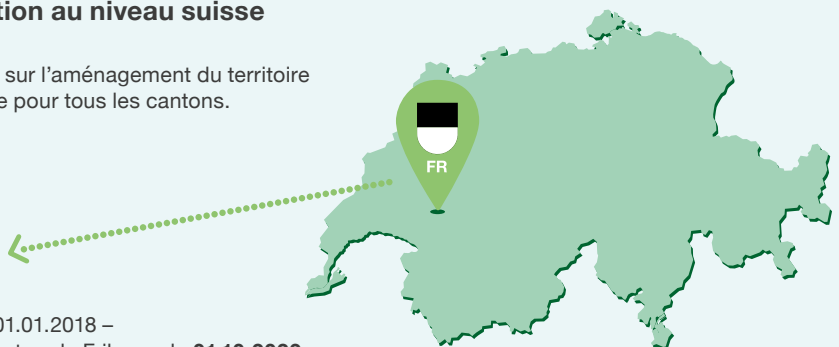 tion au niveau suisse
sur l'aménagement du territoire
e pour tous les cantons.
FR
01.01.2018 –